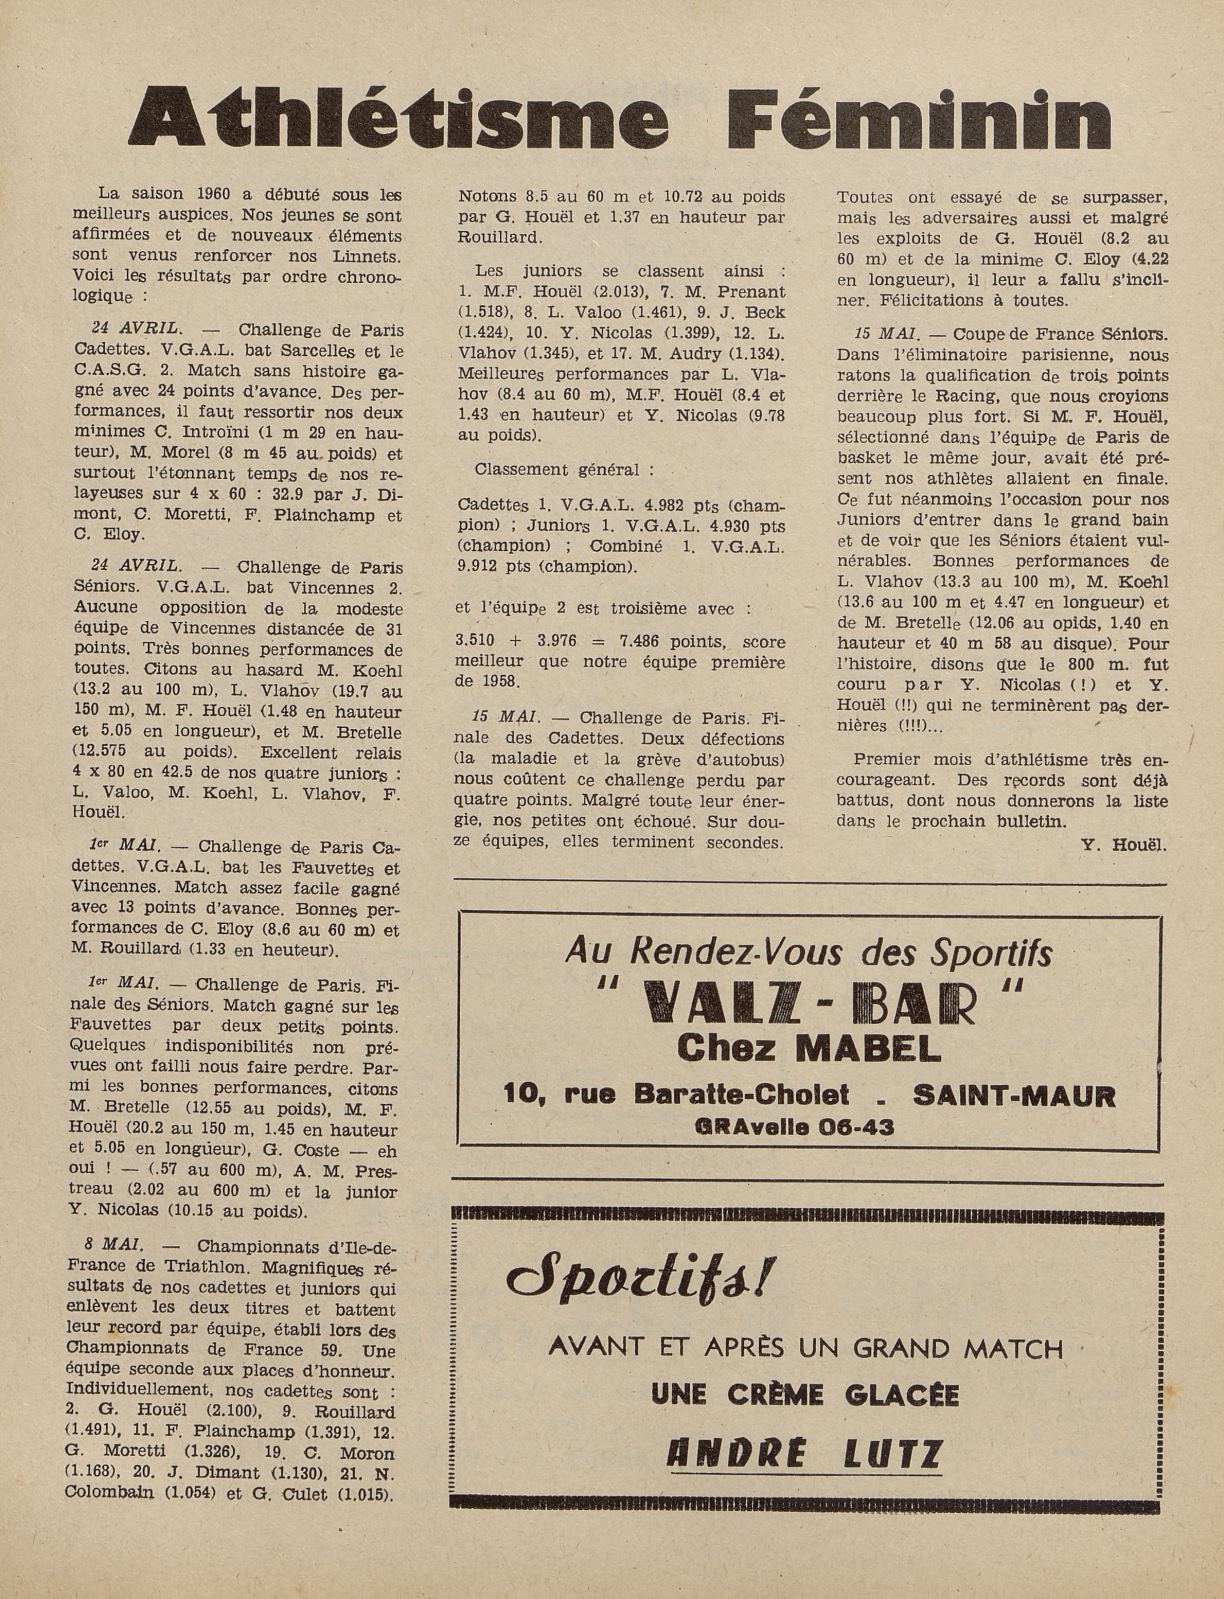 Athlétisme Féminin
La saison 1960 a débuté sous les
meilleurs auspices. Nos jeunes se sont
affirmées et de nouveaux éléments
sont venus renforcer nos Linnets.
Voici les résultats par ordre chrono-
logique :
24 AVRIL. — Challenge de Paris
Cadettes. V.G.A.L. bat Sarcelles et le
C.A.S.G. 2. Match sans histoire ga-
gné avec 24 points d'avance. Des per-
formances, il faut ressortir nos deux
minimes C. Introïni (1 m 29 en hau-
teur), M. Morel (8 m 45 au poids) et
surtout l'étonnant temps de nos re-
layeuses sur 4 x 60 : 32.9 par J. Di-
mont, C. Moretti, F. Plainchamp et
C. Eloy.
24 AVRIL. — Challenge de Paris
Séniors. V.G.A.L. bat Vincennes 2.
Aucune opposition de la modeste
équipe de Vincennes distancée de 31
points. Très bonnes performances de
toutes. Citons au hasard M. Koehl
(13.2 au 100 m), L. Vlahov (19.7 au
150 m), M. F. Houël (1.48 en hauteur
et 5.05 en longueur), et M. Bretelle
(12.575 au poids). Excellent relais
4 x 80 en 42.5 de nos quatre juniors :
L. Valoo, M. Koehl, L. Vlahov, F.
Houël.
1er MAI. — Challenge de Paris Ca-
dettes. V.G.A.L. bat les Fauvettes et
Vincennes. Match assez facile gagné
avec 13 points d'avance. Bonnes per-
formances de C. Eloy (8.6 au 60 m) et
M. Rouillard (1.33 en heuteur).
1er MAI. — Challenge de Paris. Fi-
nale des Séniors. Match gagné sur les
Fauvettes par deux petits points.
Quelques indisponibilités non pré-
vues ont failli nous faire perdre. Par-
mi les bonnes performances, citons
M. Bretelle (12.55 au poids), M. F.
Houël (20.2 au 150 m, 1.45 en hauteur
et 5.05 en longueur), G. Coste — eh
oui ! — (.57 au 600 m), A. M. Pres-
treau (2.02 au 600 m) et la junior
Y. Nicolas (10.15 au poids).
8 MAI. — Championnats d'Ile-de-
France de Triathlon. Magnifiques ré-
sultats de nos cadettes et juniors qui
enlèvent les deux titres et battent
leur record par équipe, établi lors des
Championnats de France 59. Une
équipe seconde aux places d'honneur.
Individuellement, nos cadettes sont :
2. G. Houël (2.100), 9. Rouillard
(1.491), 11. F. Plainchamp (1.391), 12.
G. Moretti (1.326), 19. C. Moron
(1.168), 20. J. Dimant (1.130), 21. N.
Colombain (1.054) et G. Culet (1.015).
Notons 8.5 au 60 m et 10.72 au poids
par G. Houël et 1.37 en hauteur par
Rouillard.
Les juniors se classent ainsi :
1. M.F. Houël (2.013), 7. M. Prenant
(1.518), 8. L. Valoo (1.461), 9. J. Beck
(1.424), 10. Y. Nicolas (1.399), 12. L.
Vlahov (1.345), et 17. M. Audry (1.134).
Meilleures performances par L. Vla-
hov (8.4 au 60 m), M.F. Houël (8.4 et
1.43 en hauteur) et Y. Nicolas (9.78
au poids).
Classement général :
Cadettes 1. V.G.A.L. 4.982 pts (cham-
pion) ; Juniors 1. V.G.A.L. 4.930 pts
(champion) ; Combiné 1. V.G.A.L.
9.912 pts (champion).
et l'équipe 2 est troisième avec :
3.510 + 3.976 = 7.486 points, score
meilleur que notre équipe première
de 1958.
15 MAI. — Challenge de Paris. Fi-
nale des Cadettes. Deux défections
(la maladie et la grève d'autobus)
nous coûtent ce challenge perdu par
quatre points. Malgré toute leur éner-
gie, nos petites ont échoué. Sur dou-
ze équipes, elles terminent secondes.
Toutes ont essayé de se surpasser,
mais les adversaires aussi et malgré
les exploits de G. Houël (8.2 au
60 m) et de la minime C. Eloy (4.22
en longueur), il leur a fallu s'incli-
ner. Félicitations à toutes.
15 MAI. — Coupe de France Séniors.
Dans l'éliminatoire parisienne, nous
ratons la qualification de trois points
derrière le Racing, que nous croyions
beaucoup plus fort. Si M. F. Houël,
sélectionné dans l'équipe de Paris de
basket le même jour, avait été pré-
sent nos athlètes allaient en finale.
Ce fut néanmoins l'occasion pour nos
Juniors d'entrer dans le grand bain
et de voir que les Séniors étaient vul-
nérables. Bonnes performances de
L. Vlahov (13.3 au 100 m), M. Koehl
(13.6 au 100 m et 4.47 en longueur) et
de M. Bretelle (12.06 au opids, 1.40 en
hauteur et 40 m 58 au disque). Pour
l'histoire, disons que le 800 m. fut
couru par Y. Nicolas (!) et Y.
Houël (!!) qui ne terminèrent pas der-
nières (!!!)...
Premier mois d'athlétisme très en-
courageant. Des records sont déjà
battus, dont nous donnerons la liste
dans le prochain bulletin.
Y. Houël.
Au Rendez-Vous des Sportifs
" VALZ - BAR "
Chez MABEL
10, rue Baratte-Cholet - SAINT-MAUR
GRAvelle 06-43
Sportifs!
AVANT ET APRÈS UN GRAND MATCH
UNE CRÈME GLACÉE
ANDRÉ LUTZ